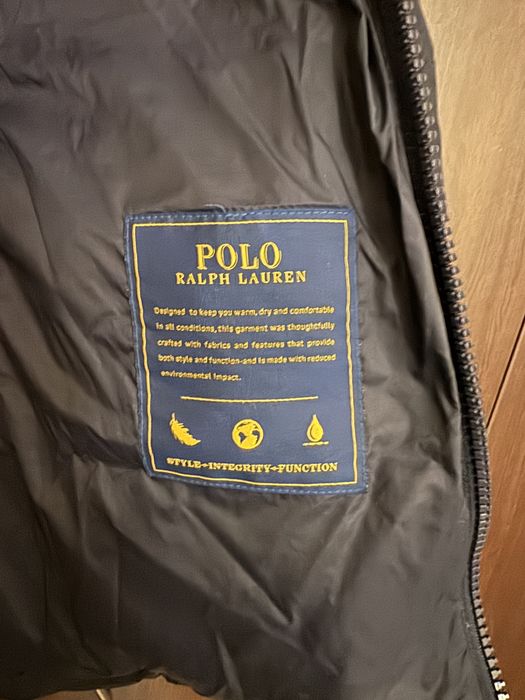 POLO
RALPH LAUREN
Designed to keep you warm, dry and comfortable
in all conditions, this garment was thoughtfully
crafted with fabrics and features that provide
both style and function-and is made with reduced
environmental impact.
STYLE+INTEGRITY+FUNCTION